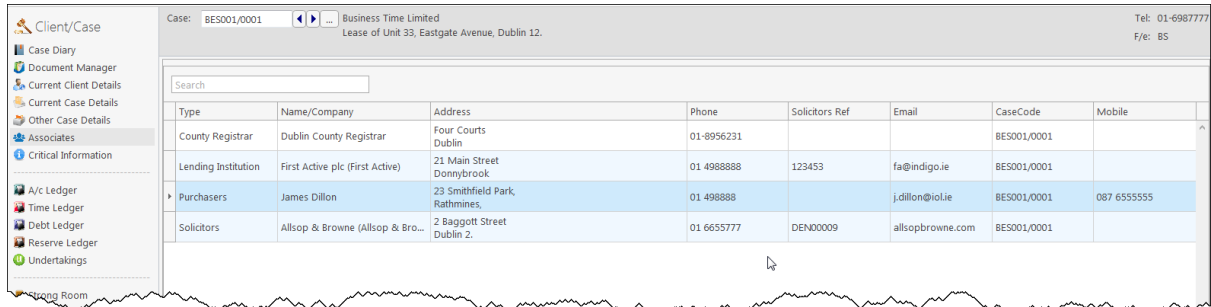 Client/Case
Case Diary
Document Manager
Current Client Details
Current Case Details
Other Case Details
Associates
Critical Information
A/c Ledger
Time Ledger
Debt Ledger
Reserve Ledger
Undertakings
Strong Room
Case: BES001/0001 ... Business Time Limited
Lease of Unit 33, Eastgate Avenue, Dublin 12.
Tel: 01-6987777
F/e: BS
Search
Type Name/Company Address Phone Solicitors Ref Email CaseCode Mobile
County Registrar Dublin County Registrar Four Courts 01-8956231 BES001/0001
Dublin
Lending Institution First Active plc (First Active) 21 Main Street 01 4988888 123453 fa@indigo.ie BES001/0001
Donnybrook
Purchasers James Dillon 23 Smithfield Park, 01 498888 j.dillon@iol.ie BES001/0001 087 6555555
Rathmines,
Solicitors Allsop & Browne (Allsop & Bro... 2 Baggott Street 01 6655777 DEN00009 allsopbrowne.com BES001/0001
Dublin 2.